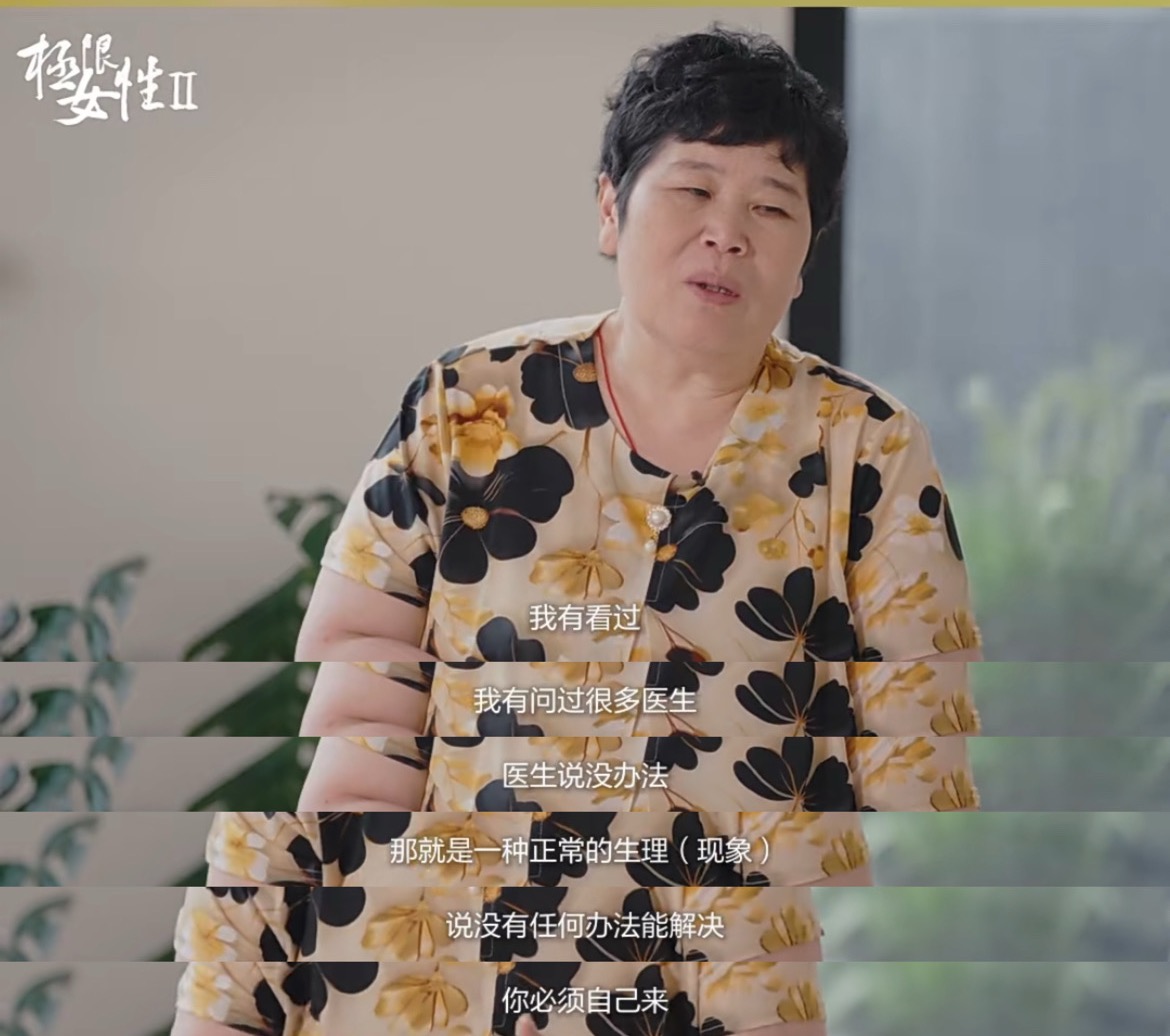 極限
女性Ⅱ
我有看过
我有问过很多医生
医生说没办法
那就是一种正常的生理（现象）
说没有任何办法能解决
你必须自己来